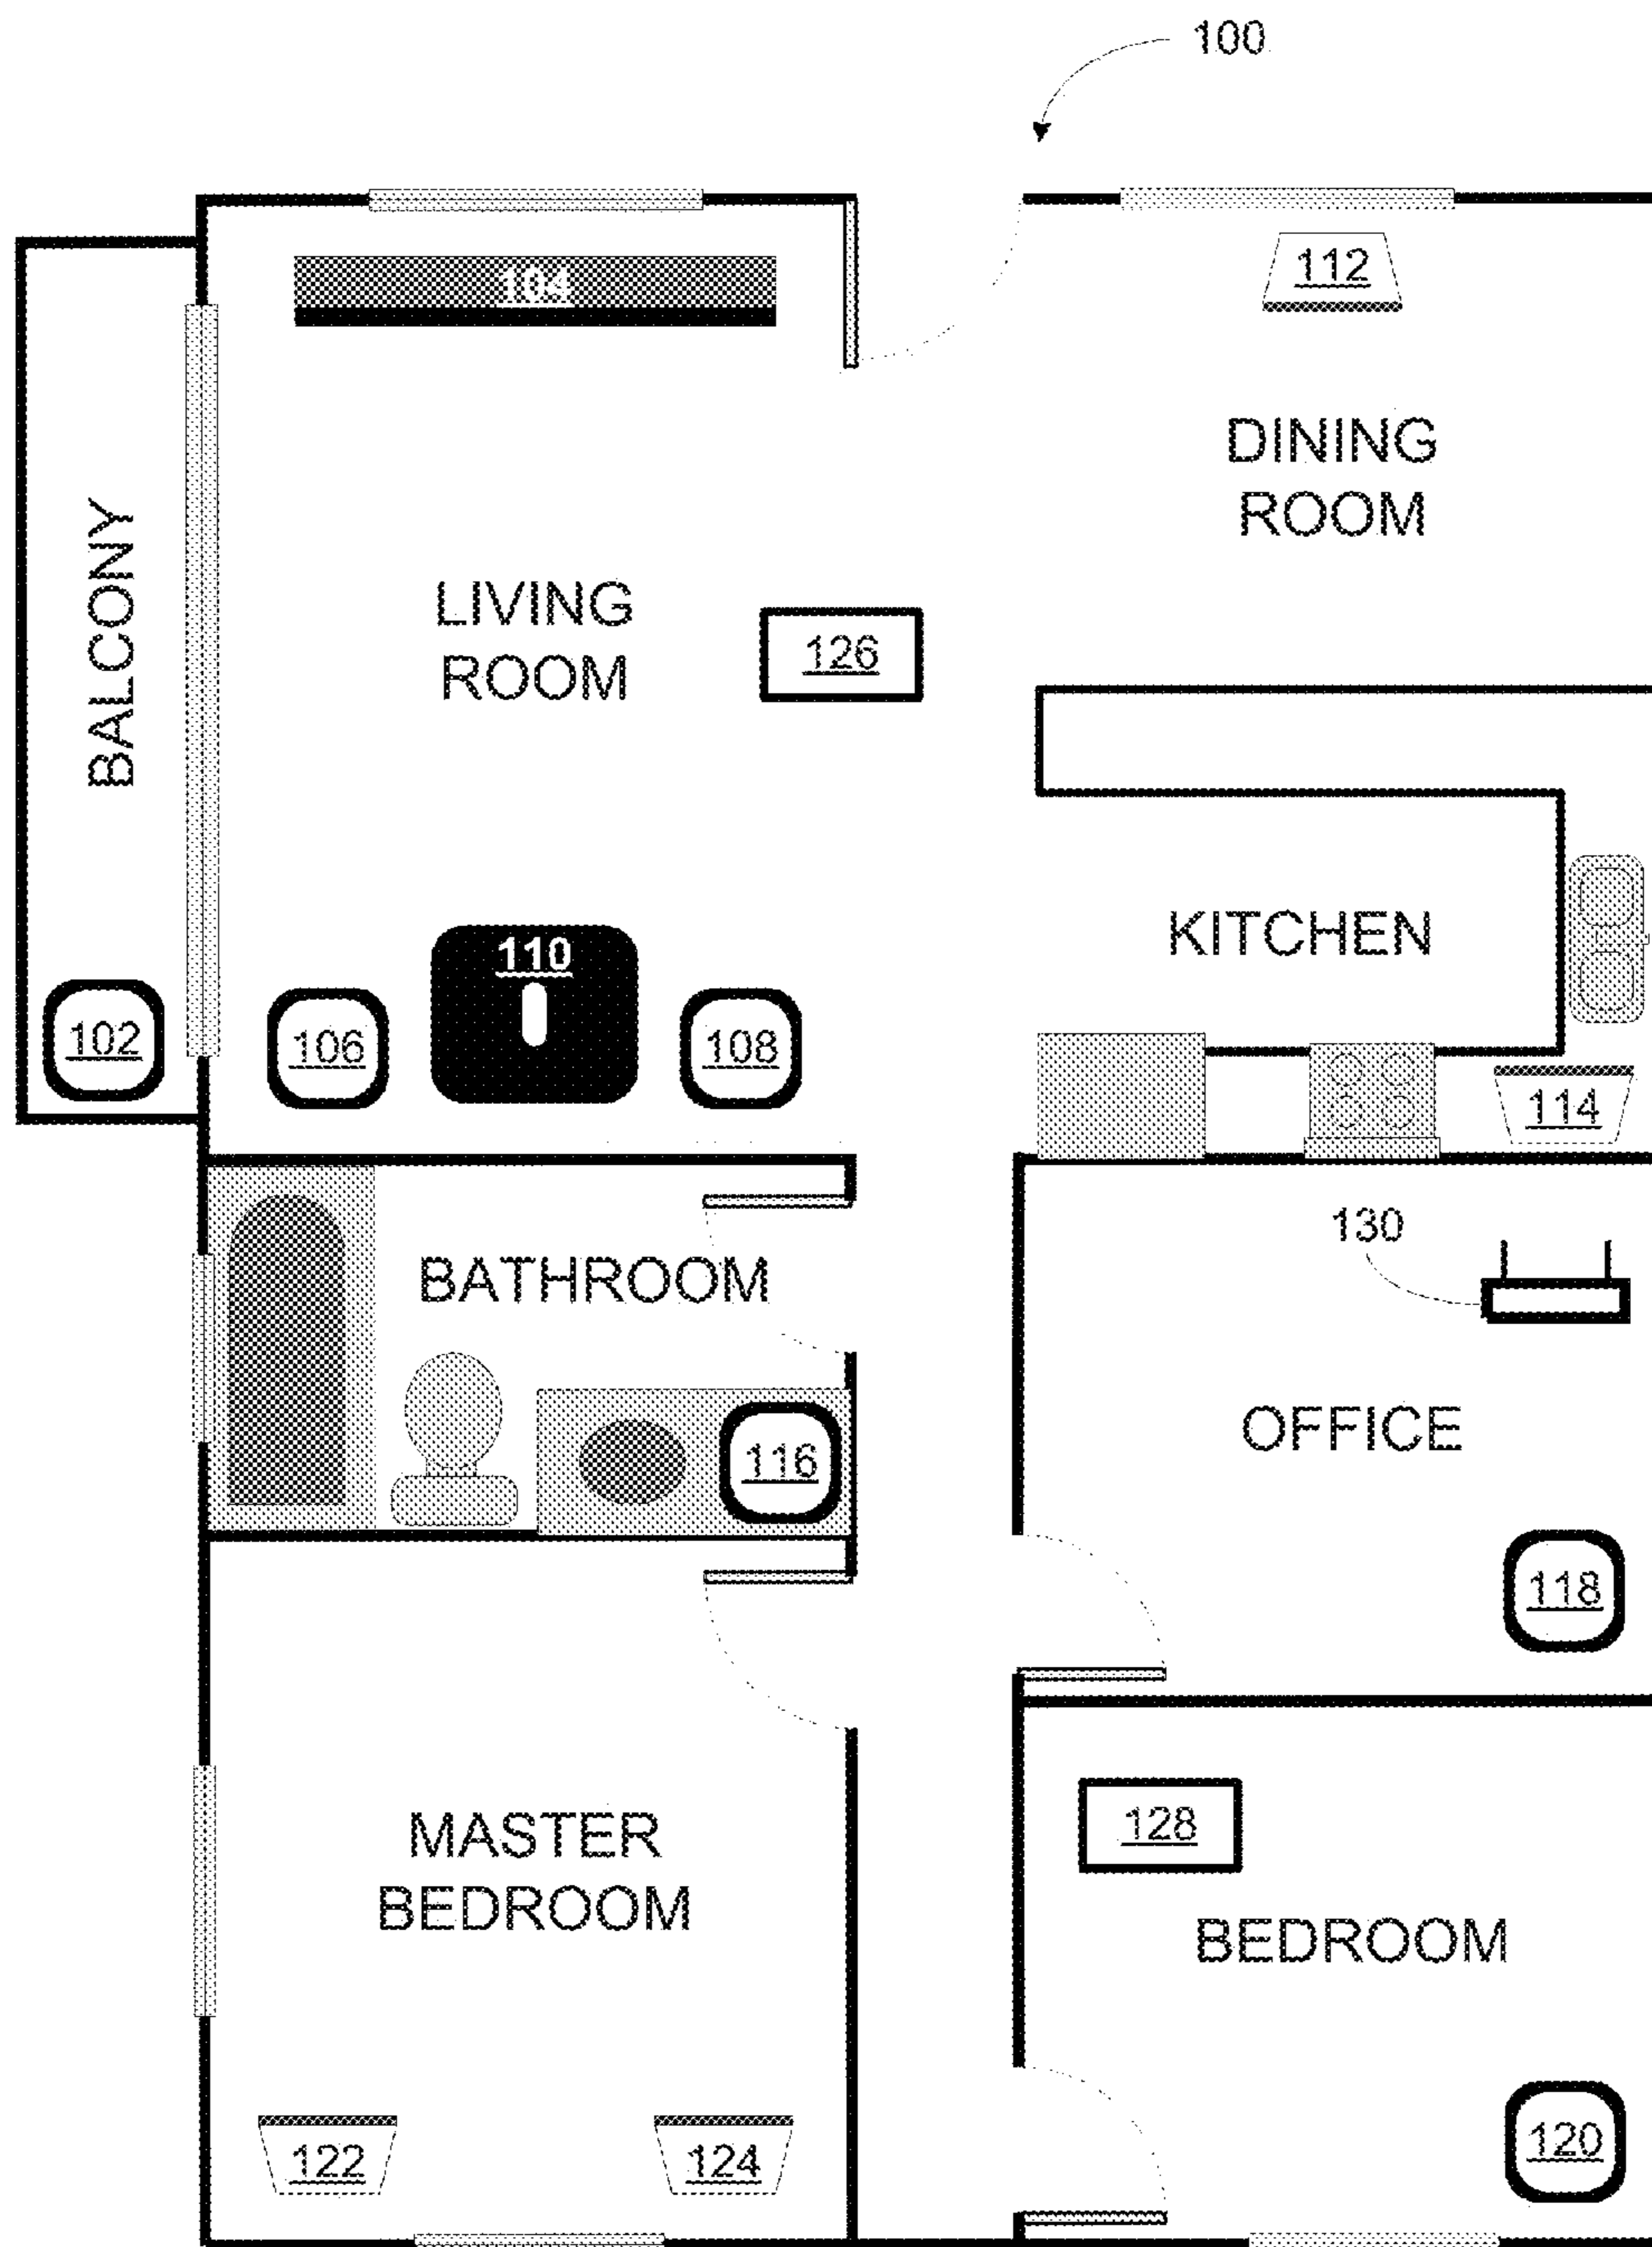 100
104
112
DINING
ROOM
BALCONY
LIVING
ROOM
126
110
KITCHEN
102
106
108
114
130
BATHROOM
OFFICE
116
118
128
MASTER
BEDROOM
BEDROOM
122
124
120